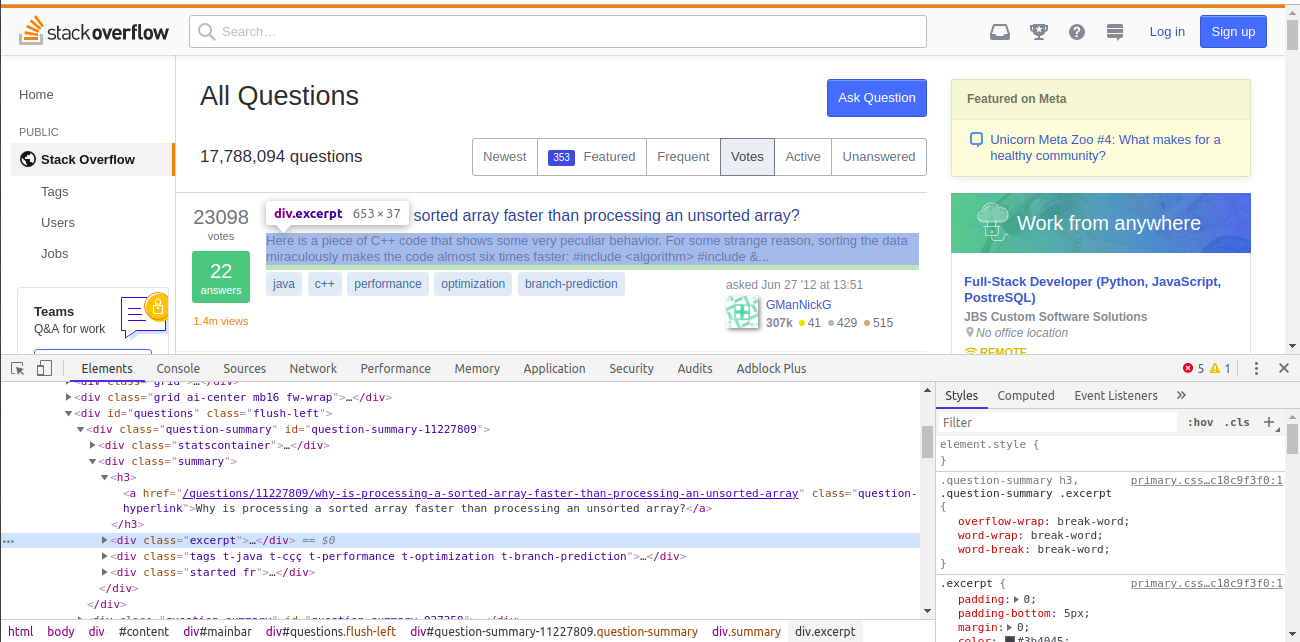 stackoverflow
Search…
Log in
Sign up
Home
PUBLIC
Stack Overflow
Tags
Users
Jobs
Teams
Q&A for work
All Questions
Ask Question
17,788,094 questions
Newest
353 Featured
Frequent
Votes
Active
Unanswered
23098
votes
22
answers
1.4m views
div.excerpt 653 × 37
sorted array faster than processing an unsorted array?
Here is a piece of C++ code that shows some very peculiar behavior. For some strange reason, sorting the data
miraculously makes the code almost six times faster: #include <algorithm> #include &...
java c++ performance optimization branch-prediction
asked Jun 27 '12 at 13:51
GManNickG
307k 41 429 515
Featured on Meta
Unicorn Meta Zoo #4: What makes for a
healthy community?
Work from anywhere
Full-Stack Developer (Python, JavaScript,
PostreSQL)
JBS Custom Software Solutions
No office location
REMOTE
Elements Console Sources Network Performance Memory Application Security Audits Adblock Plus
5 1
<div class="grid">…</div>
<div class="grid ai-center mb16 fw-wrap">…</div>
<div id="questions" class="flush-left">
<div class="question-summary" id="question-summary-11227809">
<div class="statscontainer">…</div>
<div class="summary">
<h3>
<a href="/questions/11227809/why-is-processing-a-sorted-array-faster-than-processing-an-unsorted-array" class="question-
hyperlink">Why is processing a sorted array faster than processing an unsorted array?</a>
</h3>
<div class="excerpt">…</div> == $0
<div class="tags t-java t-cçç t-performance t-optimization t-branch-prediction">…</div>
<div class="started fr">…</div>
</div>
</div>
html body div #content div#mainbar div#questions.flush-left div#question-summary-11227809.question-summary div.summary div.excerpt
Styles Computed Event Listeners »
Filter :hov .cls +
element.style {
}
.question-summary h3, primary.css…c18c9f3f0:1
.question-summary .excerpt
{
overflow-wrap: break-word;
word-wrap: break-word;
word-break: break-word;
}
.excerpt { primary.css…c18c9f3f0:1
padding: 0;
padding-bottom: 5px;
margin: 0;
color: #3b4045;